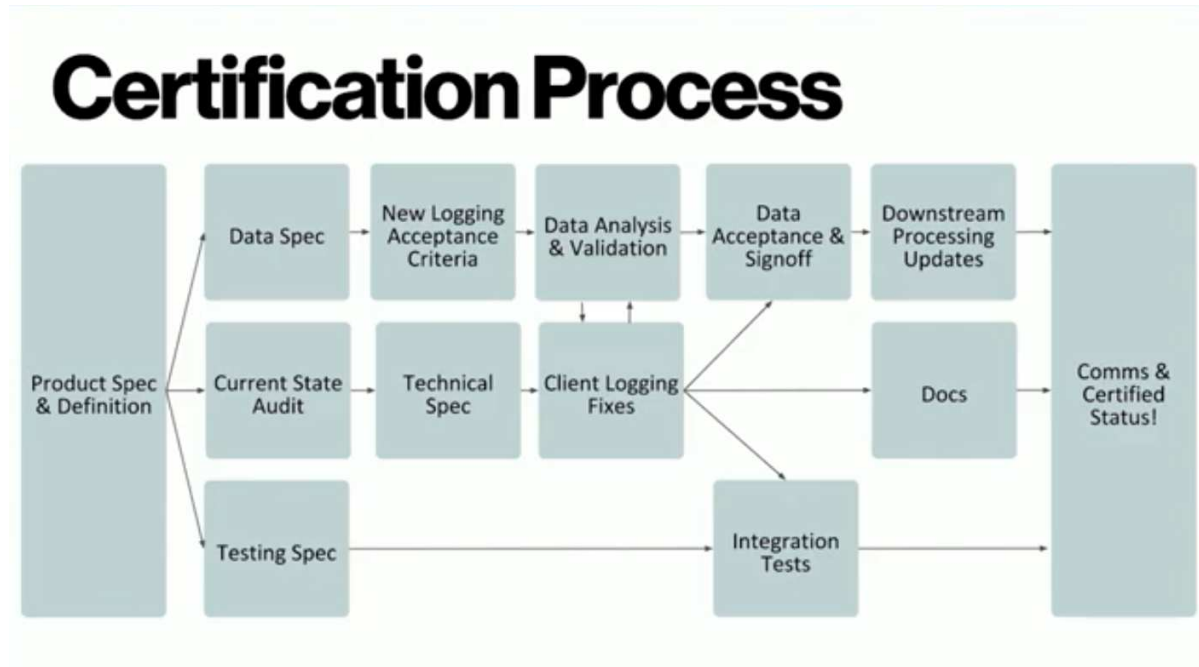 Certification Process
Product Spec
& Definition
Data Spec
New Logging
Acceptance
Criteria
Data Analysis
& Validation
Data
Acceptance &
Signoff
Downstream
Processing
Updates
Current State
Audit
Technical
Spec
Client Logging
Fixes
Docs
Testing Spec
Integration
Tests
Comms &
Certified
Status!